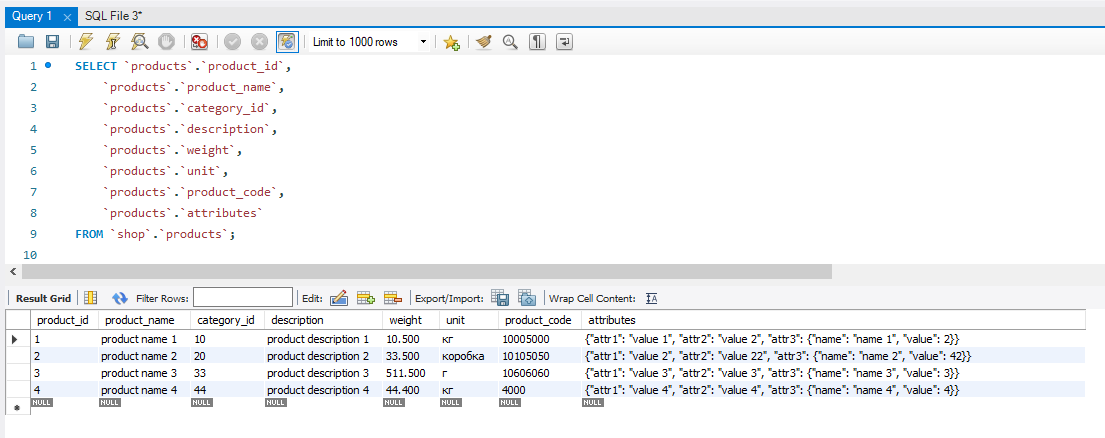 Query 1 × SQL File 3*
Limit to 1000 rows
1 SELECT `products`.`product_id`,
2 `products`.`product_name`,
3 `products`.`category_id`,
4 `products`.`description`,
5 `products`.`weight`,
6 `products`.`unit`,
7 `products`.`product_code`,
8 `products`.`attributes`
9 FROM `shop`.`products`;
10
Result Grid Filter Rows: Edit: Export/Import: Wrap Cell Content: IA
product_id product_name category_id description weight unit product_code attributes
1 product name 1 10 product description 1 10.500 кг 10005000 {"attr1": "value 1", "attr2": "value 2", "attr3": {"name": "name 1", "value": 2}}
2 product name 2 20 product description 2 33.500 коробка 10105050 {"attr1": "value 2", "attr2": "value 22", "attr3": {"name": "name 2", "value": 42}}
3 product name 3 33 product description 3 511.500 г 10606060 {"attr1": "value 3", "attr2": "value 3", "attr3": {"name": "name 3", "value": 3}}
4 product name 4 44 product description 4 44.400 кг 4000 {"attr1": "value 4", "attr2": "value 4", "attr3": {"name": "name 4", "value": 4}}
NULL NULL NULL NULL NULL NULL NULL NULL